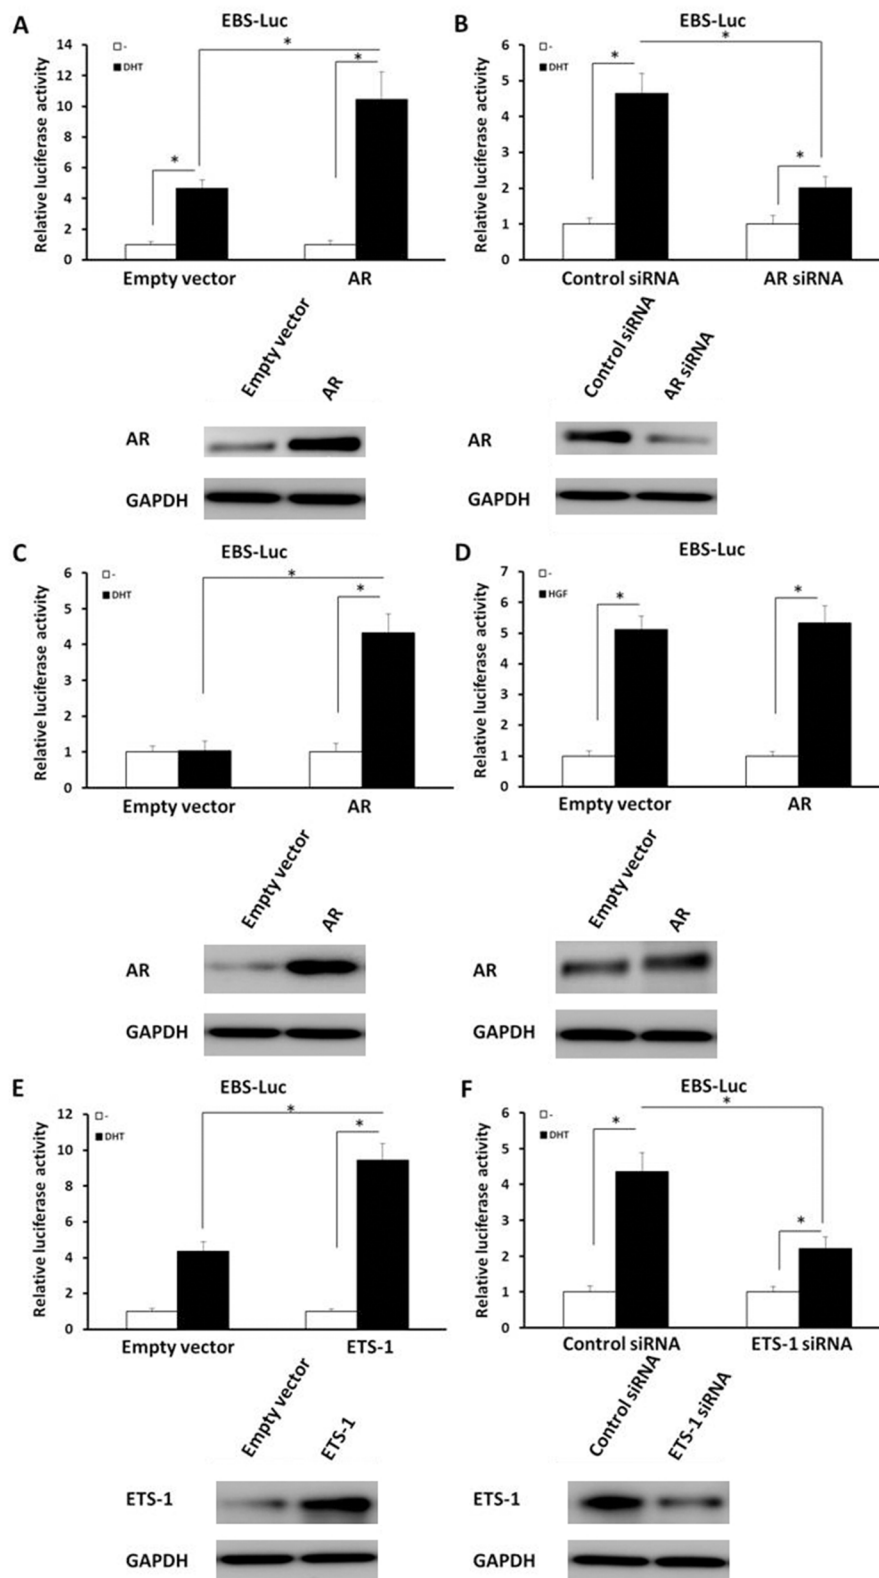 A
EBS-Luc
Relative luciferase activity
14
12
10
8
6
4
2
0
-
DHT
*
*
*
Empty vector
AR
Empty vector
AR
AR
GAPDH
B
EBS-Luc
Relative luciferase activity
6
5
4
3
2
1
0
-
DHT
*
*
*
Control siRNA
AR siRNA
Control siRNA
AR siRNA
AR
GAPDH
C
EBS-Luc
Relative luciferase activity
6
5
4
3
2
1
0
-
DHT
*
*
Empty vector
AR
Empty vector
AR
AR
GAPDH
D
EBS-Luc
Relative luciferase activity
7
6
5
4
3
2
1
0
-
HGF
*
*
Empty vector
AR
Empty vector
AR
AR
GAPDH
E
EBS-Luc
Relative luciferase activity
12
10
8
6
4
2
0
-
DHT
*
*
Empty vector
ETS-1
Empty vector
ETS-1
ETS-1
GAPDH
F
EBS-Luc
Relative luciferase activity
6
5
4
3
2
1
0
-
DHT
*
*
*
Control siRNA
ETS-1 siRNA
Control siRNA
ETS-1 siRNA
ETS-1
GAPDH